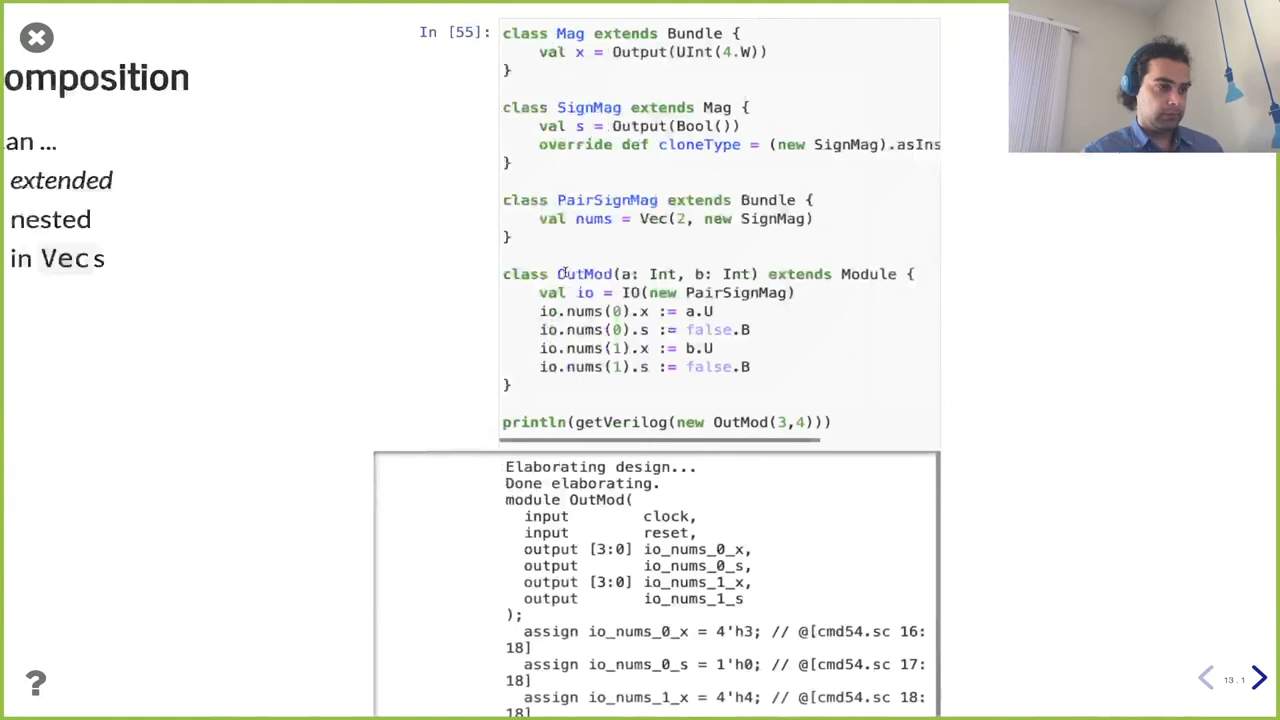 omposition
an ...
extended
nested
in Vecs
In [55]:
class Mag extends Bundle {
val x = Output(UInt(4.W))
}
class SignMag extends Mag {
val s = Output(Bool())
override def cloneType = (new SignMag).asIns
}
class PairSignMag extends Bundle {
val nums = Vec(2, new SignMag)
}
class OutMod(a: Int, b: Int) extends Module {
val io = IO(new PairSignMag)
io.nums(0).x := a.U
io.nums(0).s := false.B
io.nums(1).x := b.U
io.nums(1).s := false.B
}
println(getVerilog(new OutMod(3,4)))
Elaborating design...
Done elaborating.
module OutMod(
input clock,
input reset,
output [3:0] io_nums_0_x,
output io_nums_0_s,
output [3:0] io_nums_1_x,
output io_nums_1_s
);
assign io_nums_0_x = 4'h3; // @[cmd54.sc 16:
18]
assign io_nums_0_s = 1'h0; // @[cmd54.sc 17:
18]
assign io_nums_1_x = 4'h4; // @[cmd54.sc 18:
18]
?
13.1